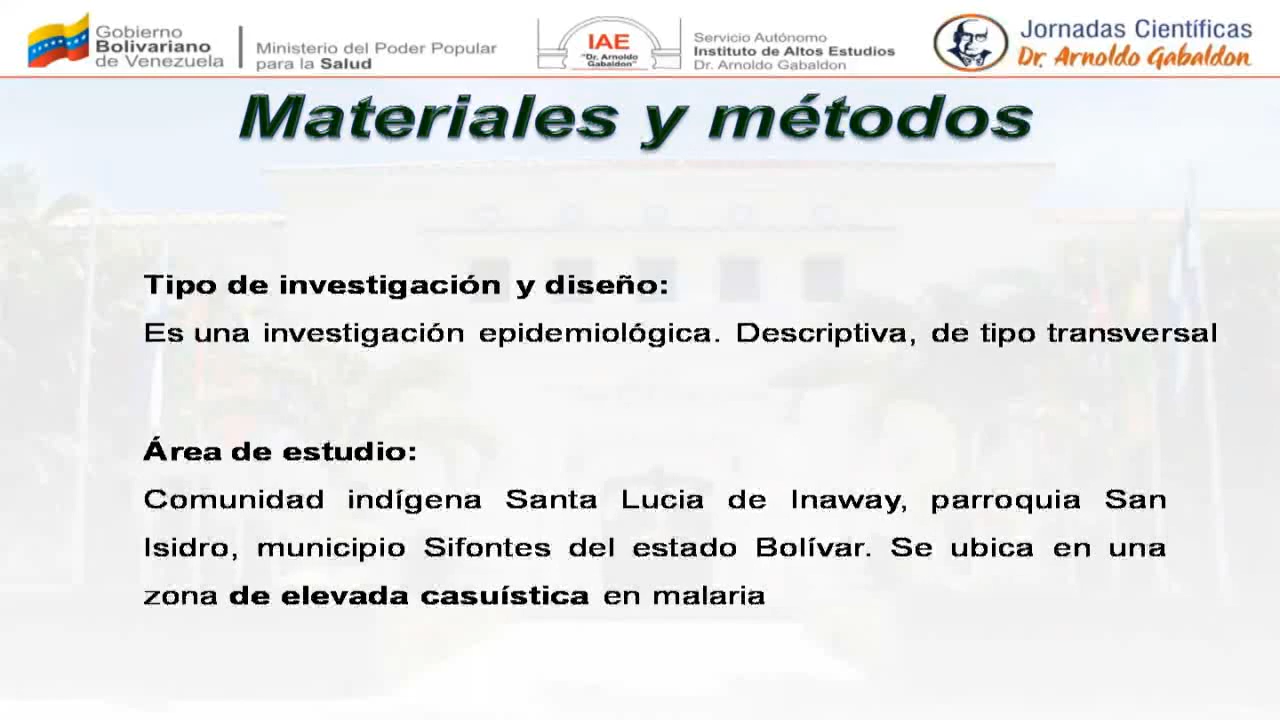 Gobierno
Bolivariano
de Venezuela
Ministerio del Poder Popular
para la Salud
IAE
"Dr. Arnoldo
Gabaldon"
Servicio Autónomo
Instituto de Altos Estudios
Dr. Arnoldo Gabaldon
Jornadas Científicas
Dr. Arnoldo Gabaldon
Materiales y métodos
Tipo de investigación y diseño:
Es una investigación epidemiológica. Descriptiva, de tipo transversal
Área de estudio:
Comunidad indígena Santa Lucia de Inaway, parroquia San
Isidro, municipio Sifontes del estado Bolívar. Se ubica en una
zona de elevada casuística en malaria